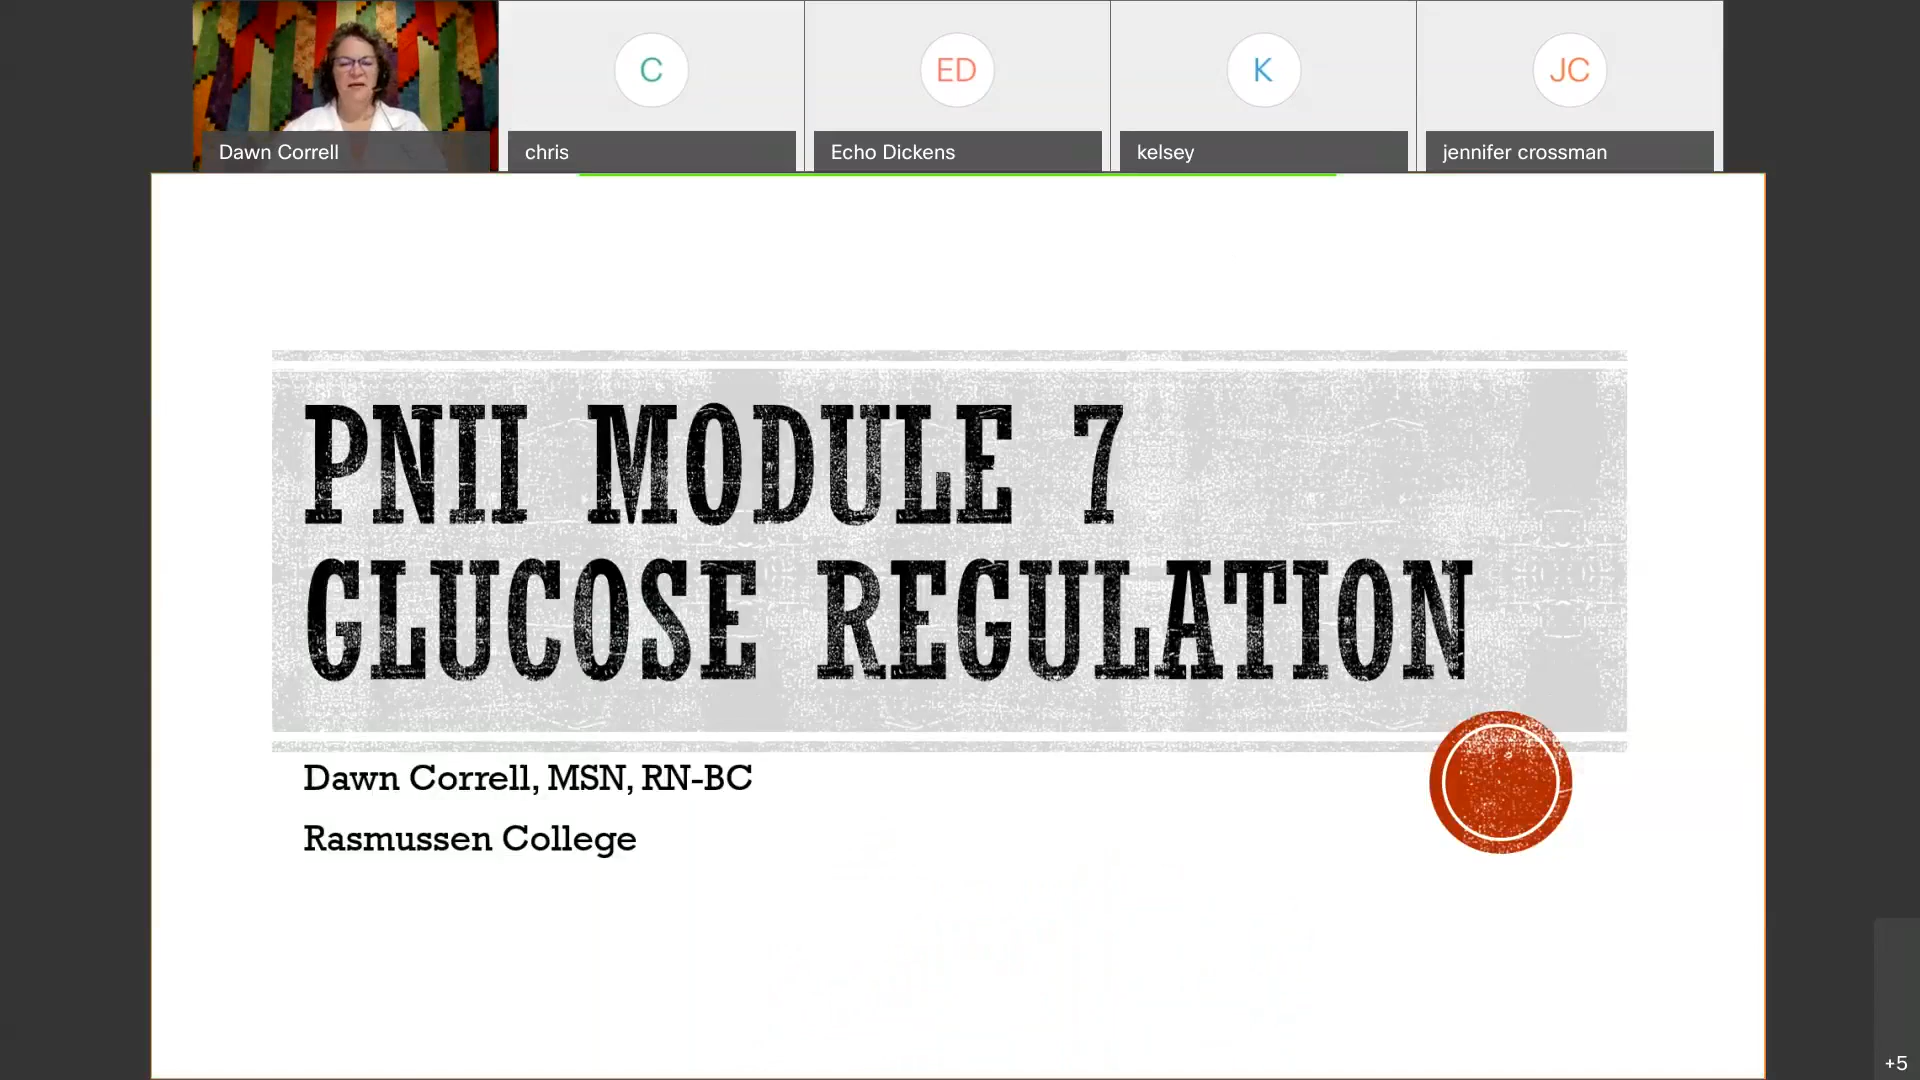 C
ED
K
JC
Dawn Correll
chris
Echo Dickens
kelsey
jennifer crossman
PNII MODULE 7
GLUCOSE REGULATION
Dawn Correll, MSN, RN-BC
Rasmussen College
+5